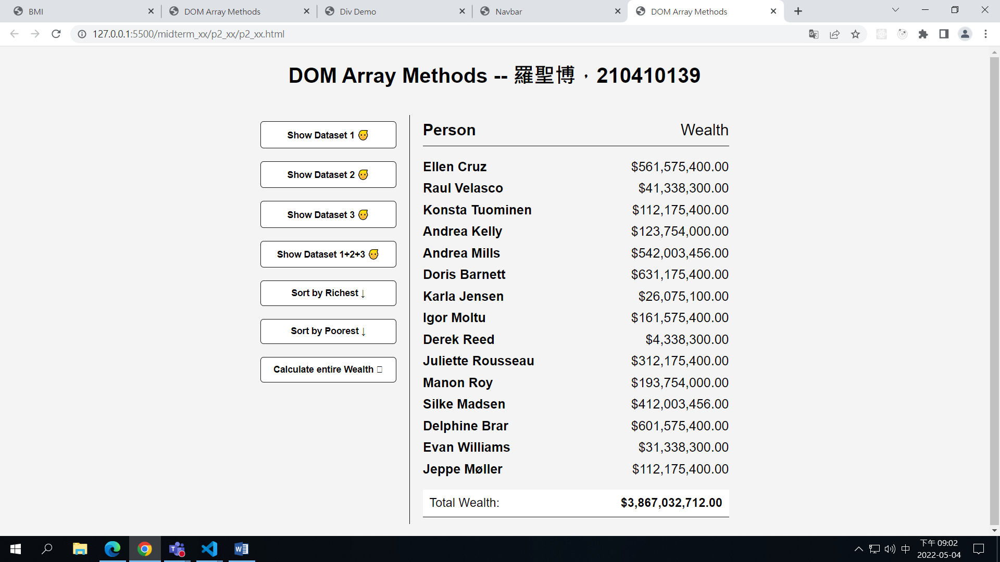 BMI
DOM Array Methods
Div Demo
Navbar
DOM Array Methods
127.0.0.1:5500/midterm_xx/p2_xx/p2_xx.html
DOM Array Methods -- 羅聖博，210410139
Show Dataset 1
Show Dataset 2
Show Dataset 3
Show Dataset 1+2+3
Sort by Richest ↓
Sort by Poorest ↓
Calculate entire Wealth
Person Wealth
Ellen Cruz $561,575,400.00
Raul Velasco $41,338,300.00
Konsta Tuominen $112,175,400.00
Andrea Kelly $123,754,000.00
Andrea Mills $542,003,456.00
Doris Barnett $631,175,400.00
Karla Jensen $26,075,100.00
Igor Moltu $161,575,400.00
Derek Reed $4,338,300.00
Juliette Rousseau $312,175,400.00
Manon Roy $193,754,000.00
Silke Madsen $412,003,456.00
Delphine Brar $601,575,400.00
Evan Williams $31,338,300.00
Jeppe Møller $112,175,400.00
Total Wealth: $3,867,032,712.00
中
下午 09:02
2022-05-04